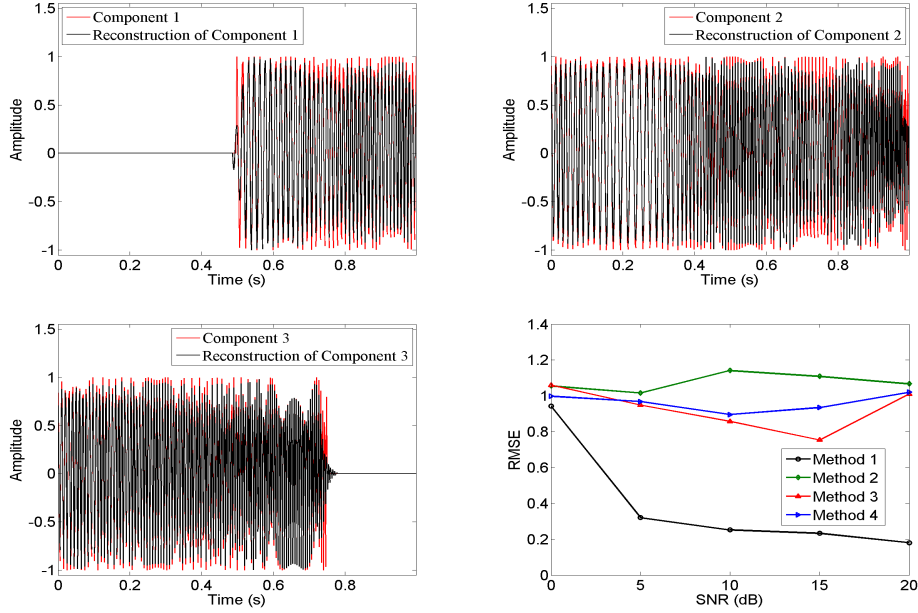 Component 1
Reconstruction of Component 1
1.5
1
0.5
0
-0.5
-1
Amplitude
0
0.2
0.4
0.6
0.8
Time (s)
Component 2
Reconstruction of Component 2
1.5
1
0.5
0
-0.5
-1
Amplitude
0
0.2
0.4
0.6
0.8
Time (s)
Component 3
Reconstruction of Component 3
1.5
1
0.5
0
-0.5
-1
Amplitude
0
0.2
0.4
0.6
0.8
Time (s)
1.4
1.2
1
0.8
0.6
0.4
0.2
0
RMSE
Method 1
Method 2
Method 3
Method 4
0
5
10
15
20
SNR (dB)